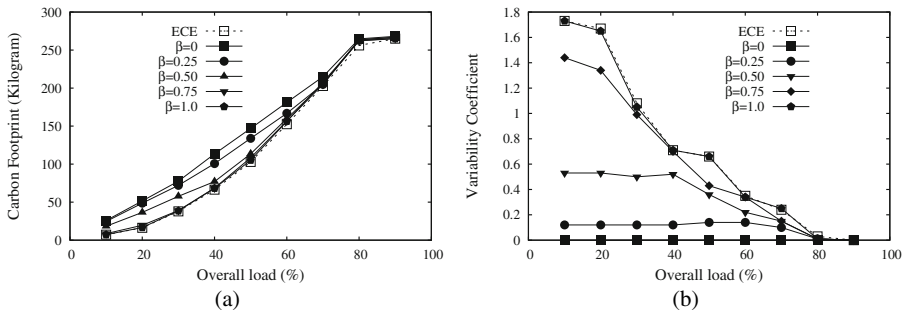 300
250
200
150
100
50
0
0 20 40 60 80 100
Carbon Footprint (Kilogram)
Overall load (%)
ECE
β=0
β=0.25
β=0.50
β=0.75
β=1.0
(a)
1.8
1.6
1.4
1.2
1
0.8
0.6
0.4
0.2
0
0 20 40 60 80 100
Variability Coefficient
Overall load (%)
ECE
β=0
β=0.25
β=0.50
β=0.75
β=1.0
(b)